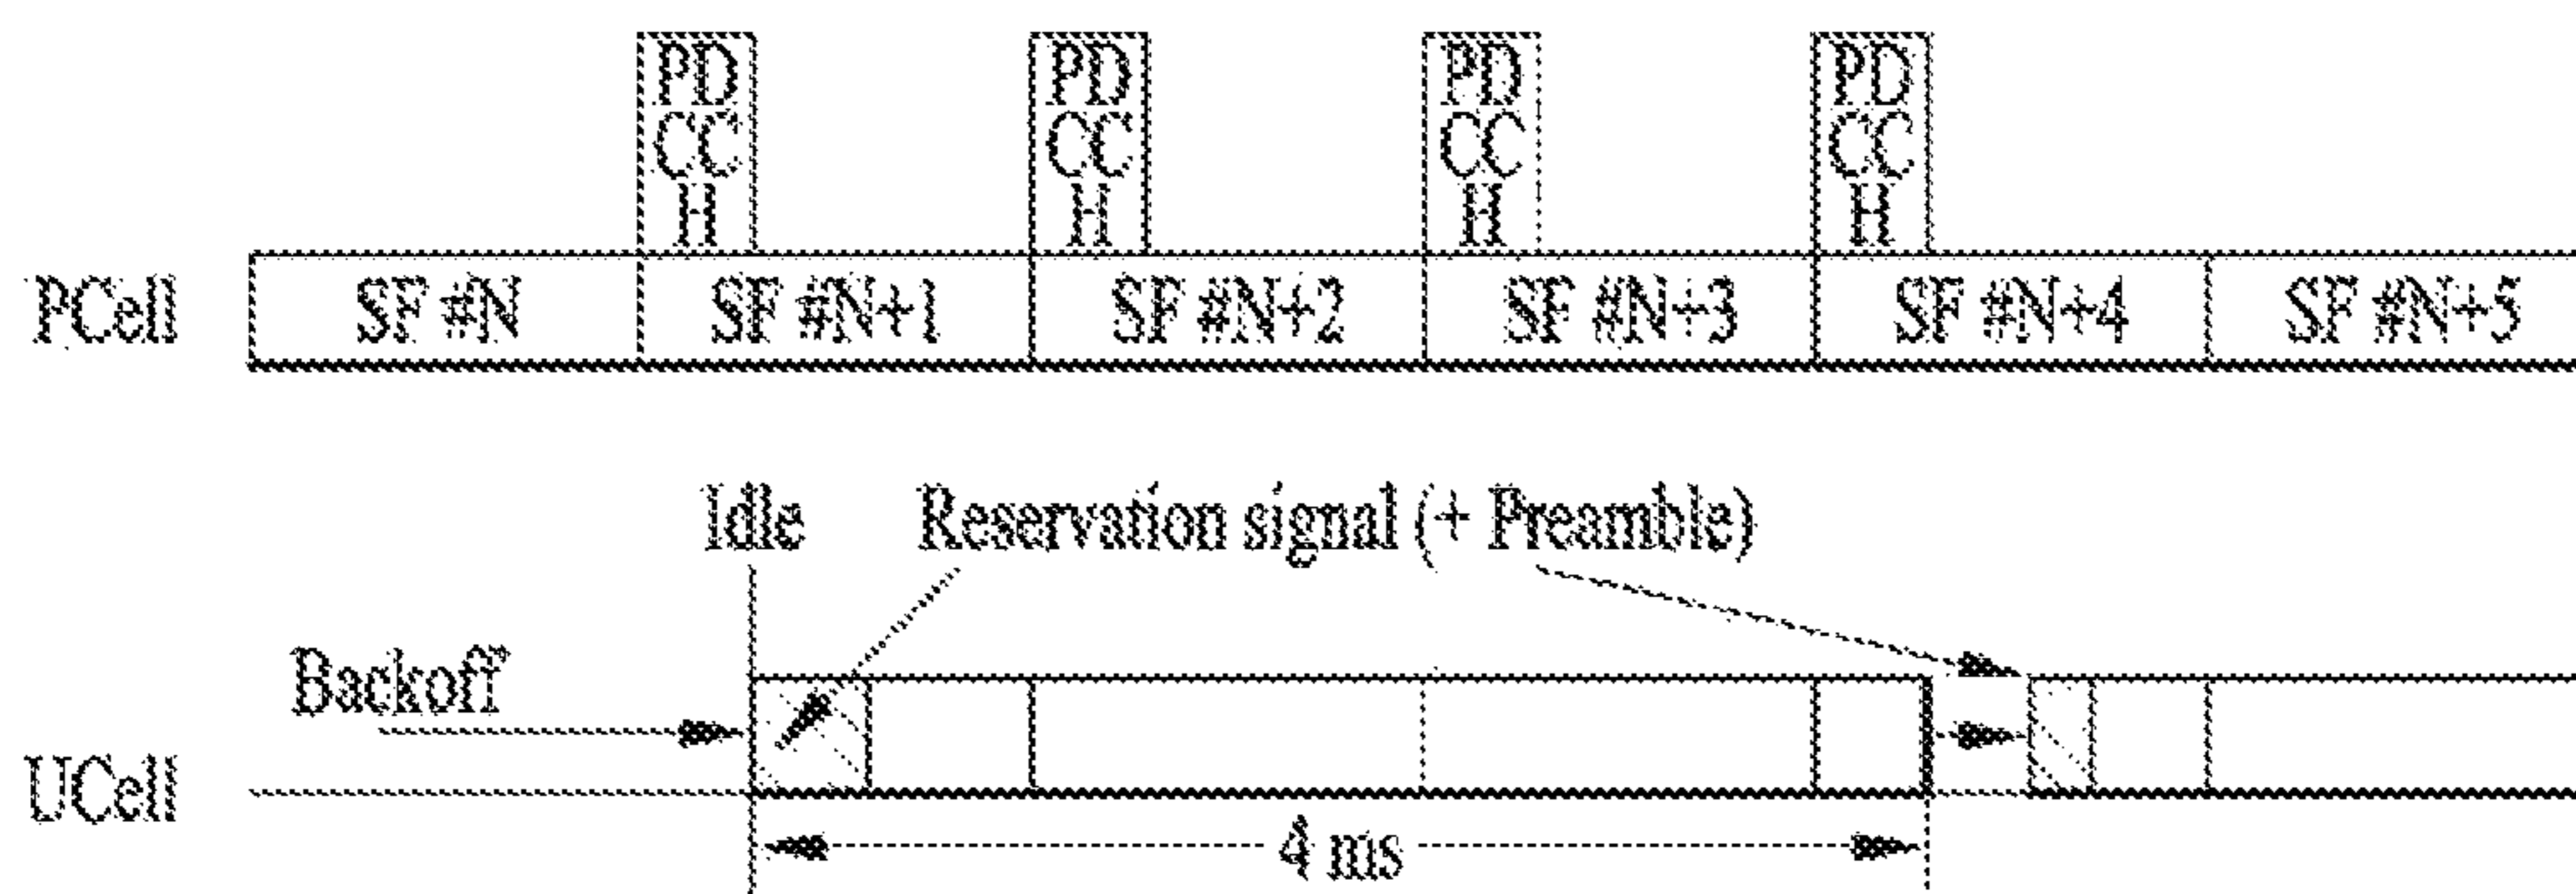 PD PD PD PD
CC CC CC CC
H H H H
PCell SF #N SF #N+1 SF #N+2 SF #N+3 SF #N+4 SF #N+5
Idle Reservation signal (+ Preamble)
Backoff
UCell
4 ms